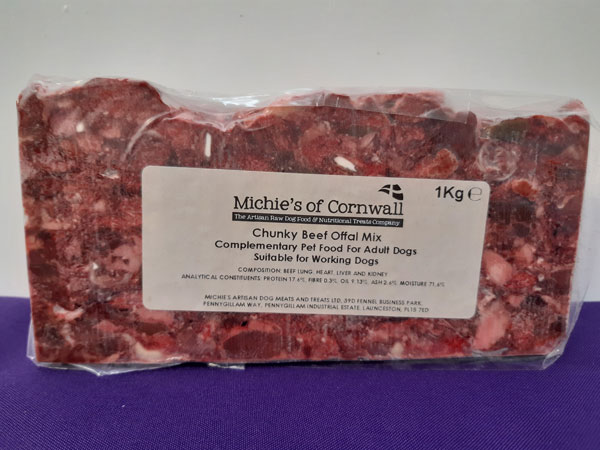 Michie's of Cornwall
1Kg ℮
The Artisan Raw Dog Food & Nutritional Treats Company
Chunky Beef Offal Mix
Complementary Pet Food For Adult Dogs
Suitable for Working Dogs
COMPOSITION: BEEF LUNG, HEART, LIVER AND KIDNEY
ANALYTICAL CONSTITUENTS: PROTEIN 17.6%, FIBRE 0.3%, OIL 9.13%, ASH 2.6%, MOISTURE 71.6%
MICHIE'S ARTISAN DOG MEATS AND TREATS LTD, 59D FENNEL BUSINESS PARK,
PENNYGILLAM WAY, PENNYGILLAM INDUSTRIAL ESTATE, LAUNCESTON, PL15 7ED